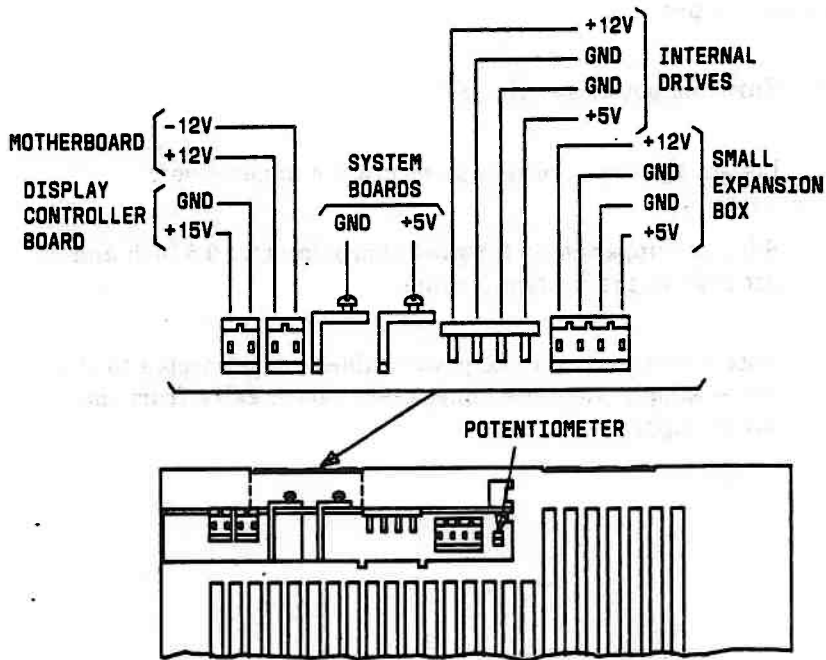 +12V
GND
GND
+5V
INTERNAL
DRIVES
MOTHERBOARD
-12V
+12V
DISPLAY
CONTROLLER
BOARD
GND
+15V
SYSTEM
BOARDS
GND +5V
+12V
GND
GND
+5V
SMALL
EXPANSION
BOX
POTENTIOMETER